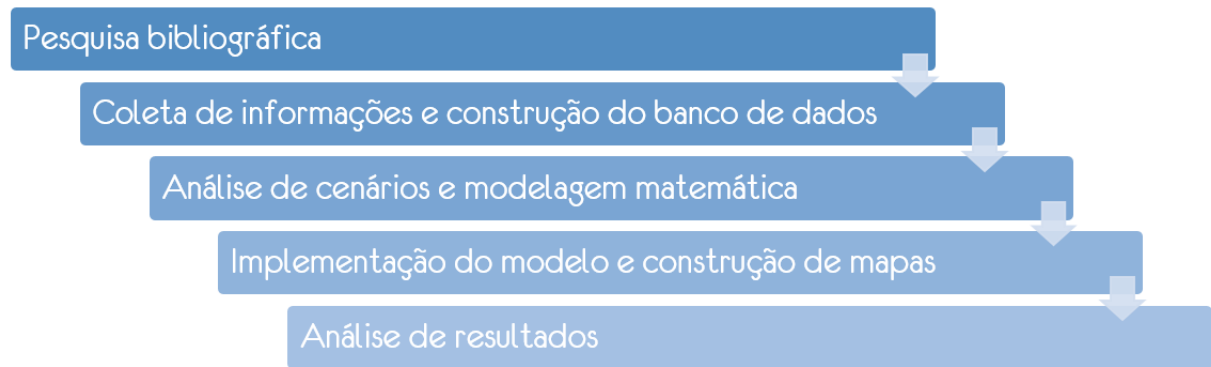 Pesquisa bibliográfica
Coleta de informações e construção do banco de dados
Análise de cenários e modelagem matemática
Implementação do modelo e construção de mapas
Análise de resultados